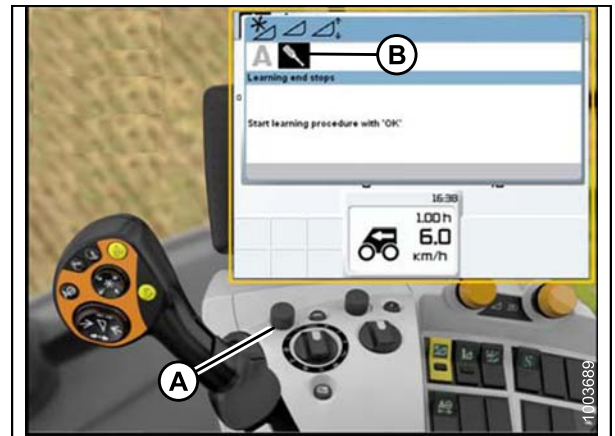 A
Learning end stops
Start learning procedure with 'OK'
16:38
1.00 h
6.0
km/h
B
A
1003689